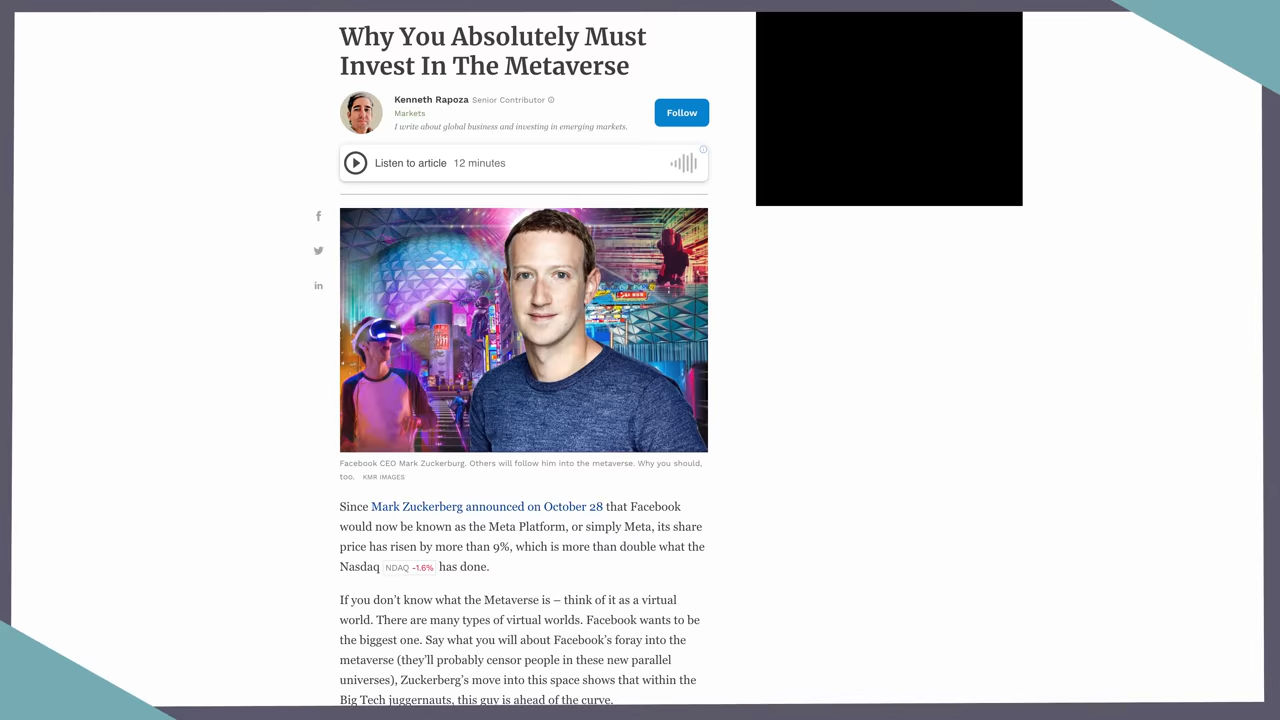 Why You Absolutely Must
Invest In The Metaverse
Kenneth Rapoza Senior Contributor
Markets
I write about global business and investing in emerging markets.
Follow
Listen to article 12 minutes
Facebook CEO Mark Zuckerburg. Others will follow him into the metaverse. Why you should,
too. KMR IMAGES
Since Mark Zuckerberg announced on October 28 that Facebook
would now be known as the Meta Platform, or simply Meta, its share
price has risen by more than 9%, which is more than double what the
Nasdaq NDAQ -1.6% has done.
If you don’t know what the Metaverse is – think of it as a virtual
world. There are many types of virtual worlds. Facebook wants to be
the biggest one. Say what you will about Facebook’s foray into the
metaverse (they’ll probably censor people in these new parallel
universes), Zuckerberg’s move into this space shows that within the
Big Tech juggernauts, this guy is ahead of the curve.